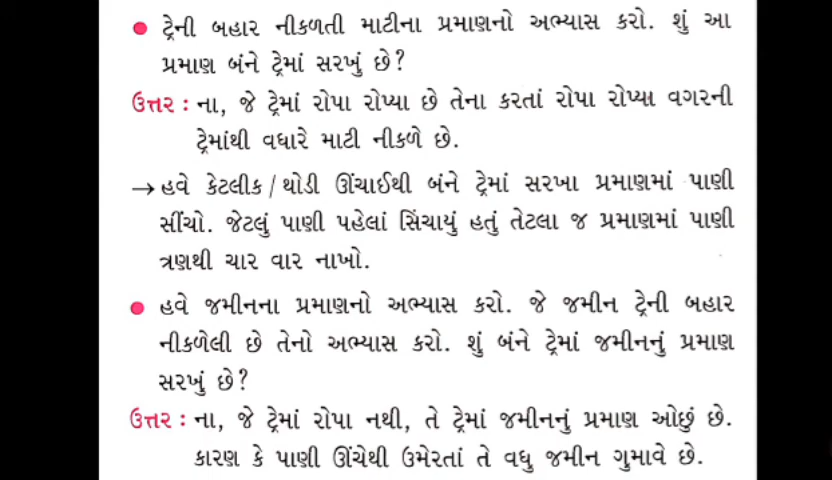 ● ટ્રેની બહાર નીકળતી માટીના પ્રમાણનો અભ્યાસ કરો. શું આ
પ્રમાણ બંને ટ્રેમાં સરખું છે?
ઉત્તર : ના, જે ટ્રેમાં રોપા રોપ્યા છે તેના કરતાં રોપા રોપ્યા વગરની
ટ્રેમાંથી વધારે માટી નીકળે છે.
→ હવે કેટલીક / થોડી ઊંચાઈથી બંને ટ્રેમાં સરખા પ્રમાણમાં પાણી
સીંચો. જેટલું પાણી પહેલાં સિંચાયું હતું તેટલા જ પ્રમાણમાં પાણી
ત્રણથી ચાર વાર નાખો.
● હવે જમીનના પ્રમાણનો અભ્યાસ કરો. જે જમીન ટ્રેની બહાર
નીકળેલી છે તેનો અભ્યાસ કરો. શું બંને ટ્રેમાં જમીનનું પ્રમાણ
સરખું છે?
ઉત્તર : ના, જે ટ્રેમાં રોપા નથી, તે ટ્રેમાં જમીનનું પ્રમાણ ઓછું છે.
કારણ કે પાણી ઊંચેથી ઉમેરતાં તે વધુ જમીન ગુમાવે છે.